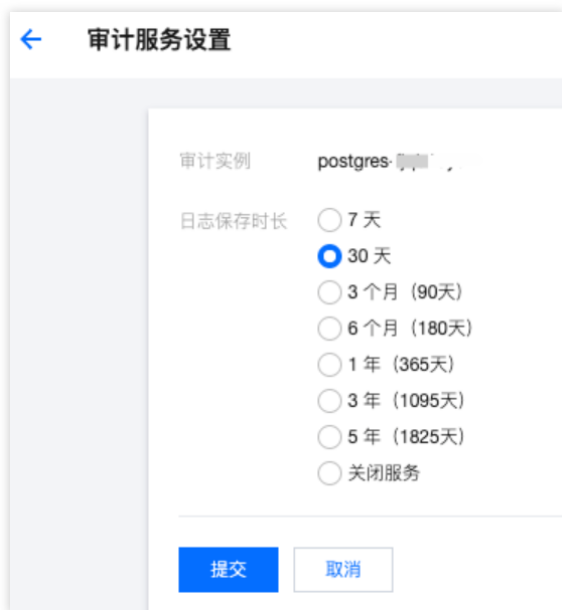 审计服务设置
审计实例 postgres-
日志保存时长 7 天
30 天
3 个月（90天）
6 个月（180天）
1 年（365天）
3 年（1095天）
5 年（1825天）
关闭服务
提交 取消